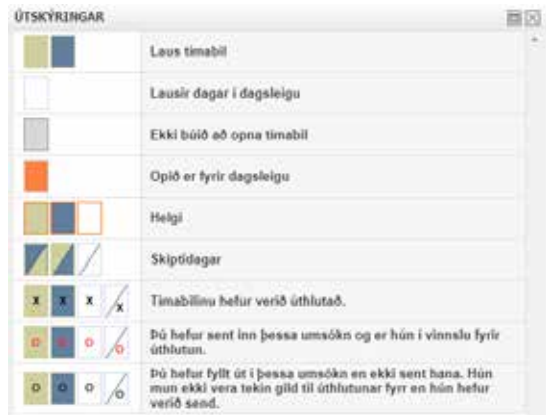 ÚTSKÝRINGAR
Laus tímabil
Lausir dagar í dagsleigu
Ekki búið að opna tímabil
Opið er fyrir dagsleigu
Helgi
Skiptidagar
x x x x
Tímabilinu hefur verið úthlutað.
o o o o
Þú hefur sent inn þessa umsókn og er hún í vinnslu fyrir
úthlutun.
o o o o
Þú hefur fyllt út í þessa umsókn en ekki sent hana. Hún
mun ekki vera tekin gild til úthlutunar fyrr en hún hefur
verið send.